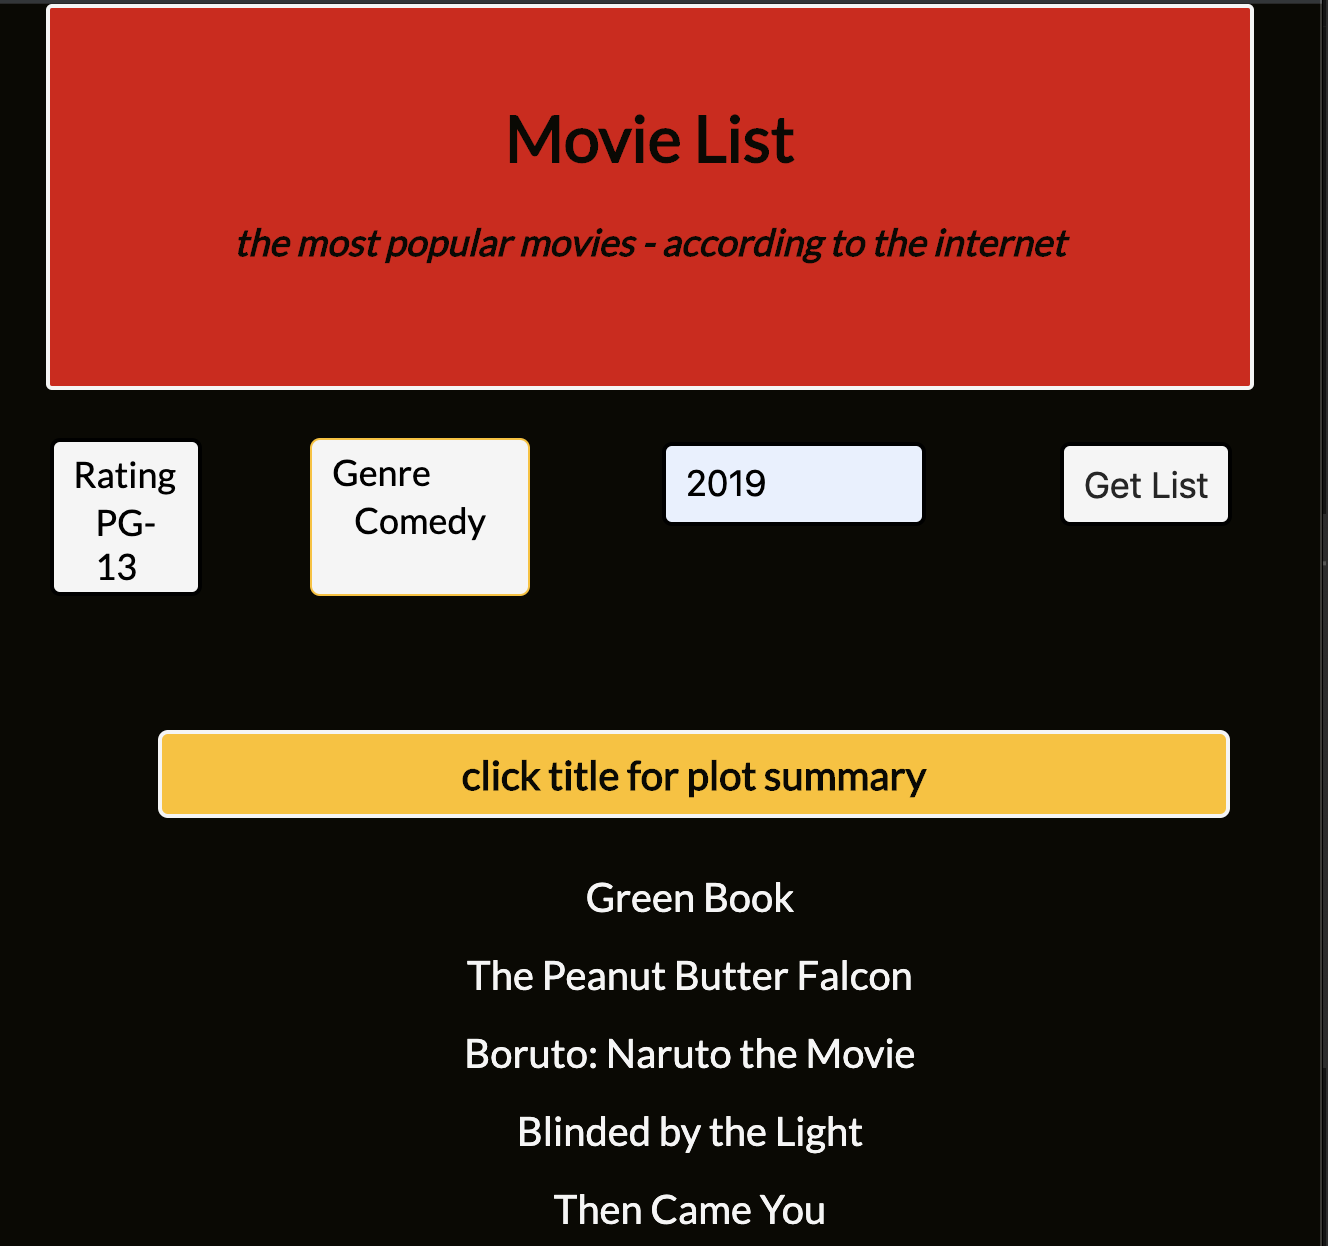 Movie List
the most popular movies - according to the internet
Rating
PG-
13
Genre
Comedy
2019
Get List
click title for plot summary
Green Book
The Peanut Butter Falcon
Boruto: Naruto the Movie
Blinded by the Light
Then Came You